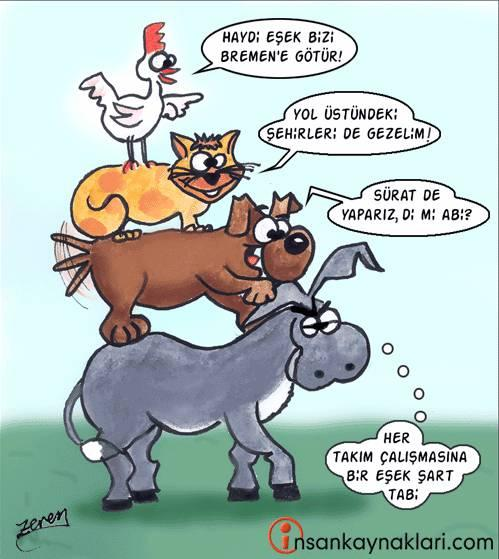 HAYDİ EŞEK BİZİ
BREMEN'E GÖTÜR!
YOL ÜSTÜNDEKİ
ŞEHİRLERİ DE GEZELİM!
SÜRAT DE
YAPARIZ, Dİ Mİ ABİ?
HER
TAKIM ÇALIŞMASINA
BİR EŞEK ŞART
TABİ
zeren
insankaynaklari.com